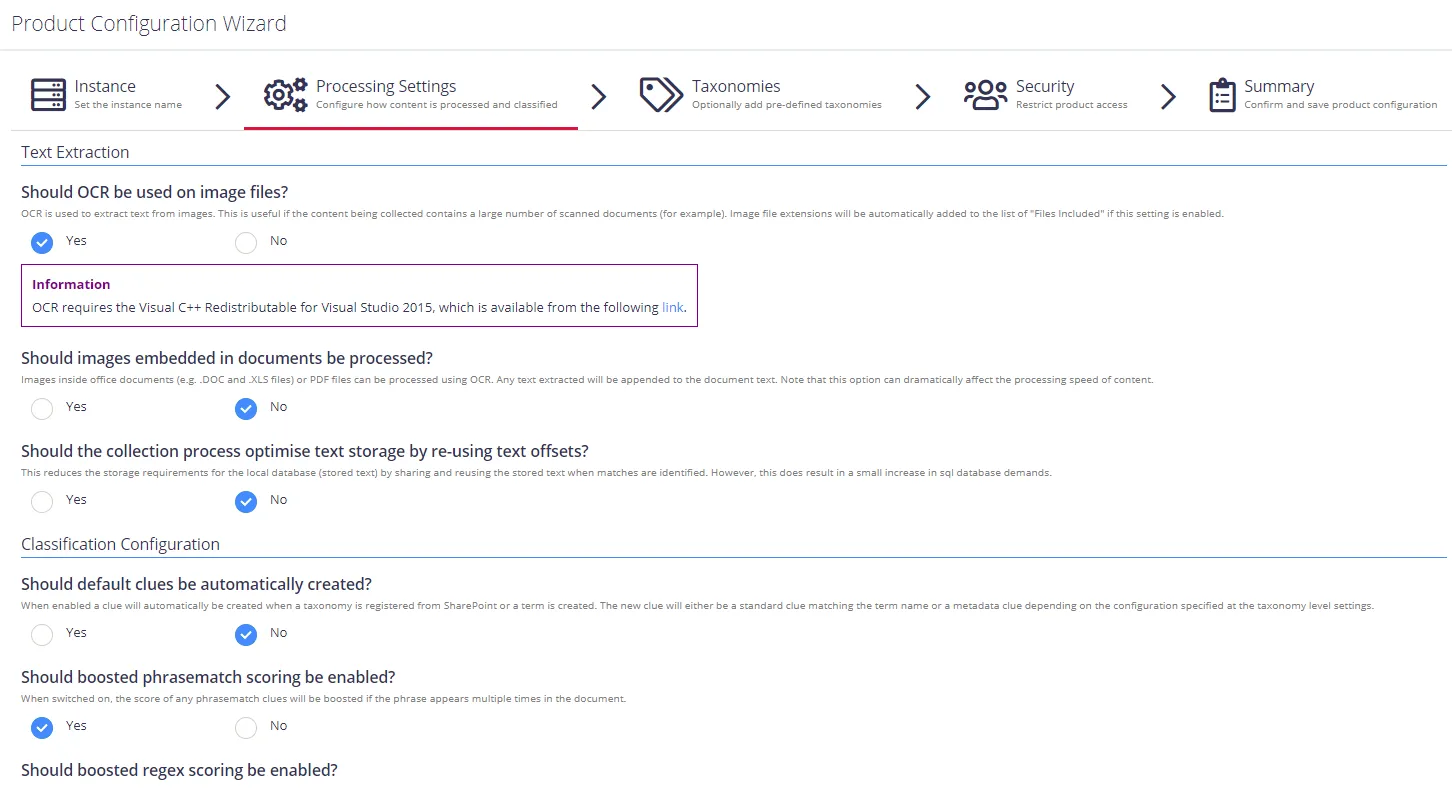 Product Configuration Wizard
Instance
Set the instance name
Processing Settings
Configure how content is processed and classified
Taxonomies
Optionally add pre-defined taxonomies
Security
Restrict product access
Summary
Confirm and save product configuration
Text Extraction
Should OCR be used on image files?
OCR is used to extract text from images. This is useful if the content being collected contains a large number of scanned documents (for example). Image file extensions will be automatically added to the list of "Files Included" if this setting is enabled.
Yes No
Information
OCR requires the Visual C++ Redistributable for Visual Studio 2015, which is available from the following link.
Should images embedded in documents be processed?
Images inside office documents (e.g. .DOC and .XLS files) or PDF files can be processed using OCR. Any text extracted will be appended to the document text. Note that this option can dramatically affect the processing speed of content.
Yes No
Should the collection process optimise text storage by re-using text offsets?
This reduces the storage requirements for the local database (stored text) by sharing and reusing the stored text when matches are identified. However, this does result in a small increase in sql database demands.
Yes No
Classification Configuration
Should default clues be automatically created?
When enabled a clue will automatically be created when a taxonomy is registered from SharePoint or a term is created. The new clue will either be a standard clue matching the term name or a metadata clue depending on the configuration specified at the taxonomy level settings.
Yes No
Should boosted phrasematch scoring be enabled?
When switched on, the score of any phrasematch clues will be boosted if the phrase appears multiple times in the document.
Yes No
Should boosted regex scoring be enabled?